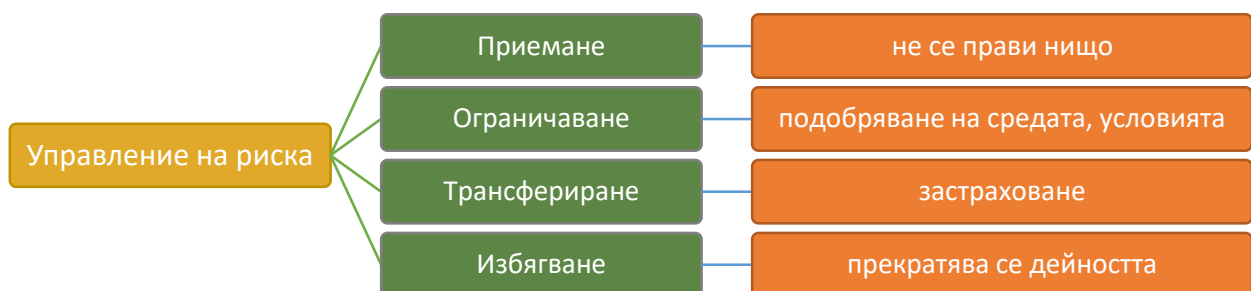 Управление на риска
Приемане
не се прави нищо
Ограничаване
подобряване на средата, условията
Трансфериране
застраховане
Избягване
прекратява се дейността